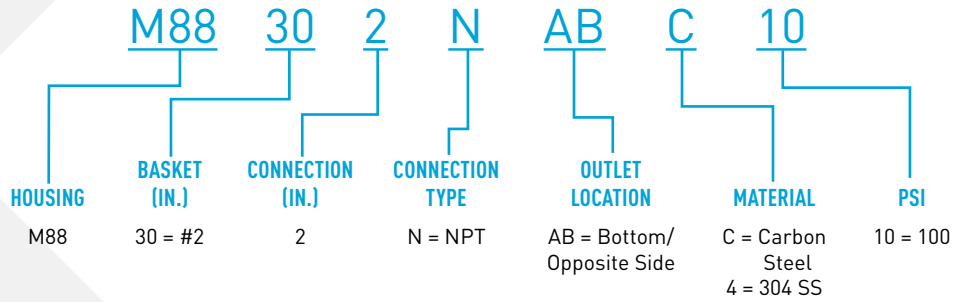 M88 30 2 N AB C 10
HOUSING
BASKET
(IN.)
CONNECTION
(IN.)
CONNECTION
TYPE
OUTLET
LOCATION
MATERIAL
PSI
M88
30 = #2
2
N = NPT
AB = Bottom/
Opposite Side
C = Carbon
Steel
4 = 304 SS
10 = 100